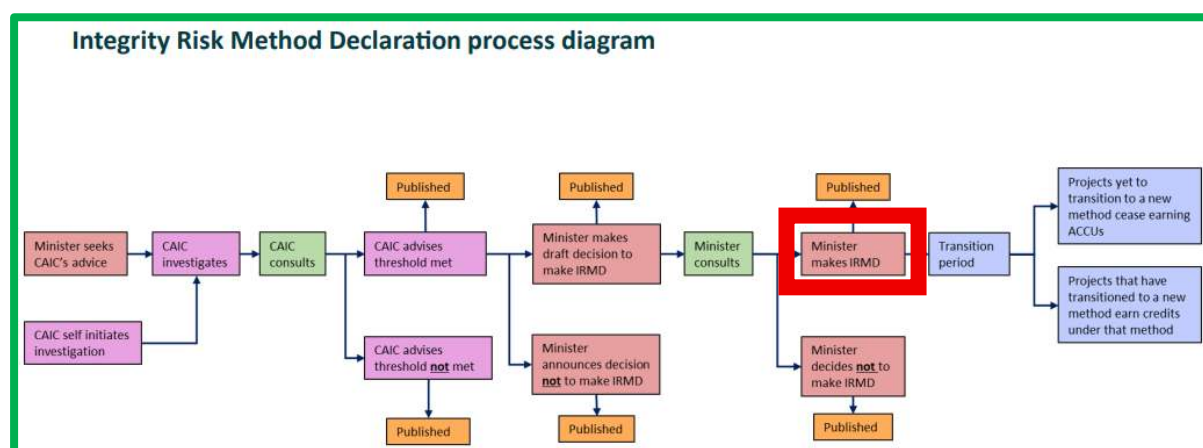 Integrity Risk Method Declaration process diagram
Published
Published
Published
Projects yet to
transition to a new
method cease earning
ACCUs
Minister seeks
CAIC's advice
CAIC
investigates
CAIC
consults
CAIC advises
threshold met
Minister makes
draft decision to
make IRMD
Minister
consults
Minister
makes IRMD
Transition
period
CAIC self initiates
investigation
CAIC advises
threshold not met
Minister
announces decision
not to make IRMD
Minister
decides not to
make IRMD
Projects that have
transitioned to a new
method earn credits
under that method
Published
Published
Published